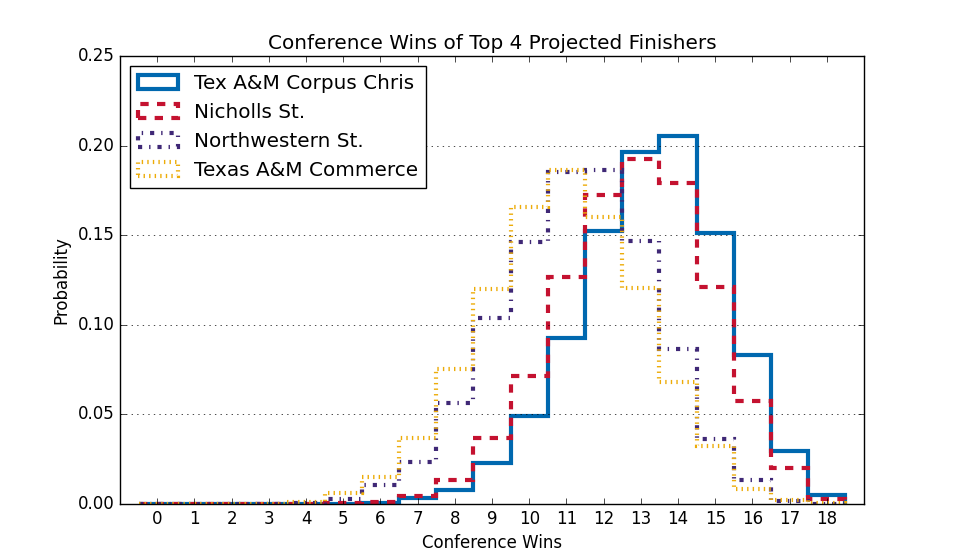 Conference Wins of Top 4 Projected Finishers
0.25
0.20
0.15
0.10
0.05
0.00
Probability
Tex A&M Corpus Chris
Nicholls St.
Northwestern St.
Texas A&M Commerce
0 1 2 3 4 5 6 7 8 9 10 11 12 13 14 15 16 17 18
Conference Wins